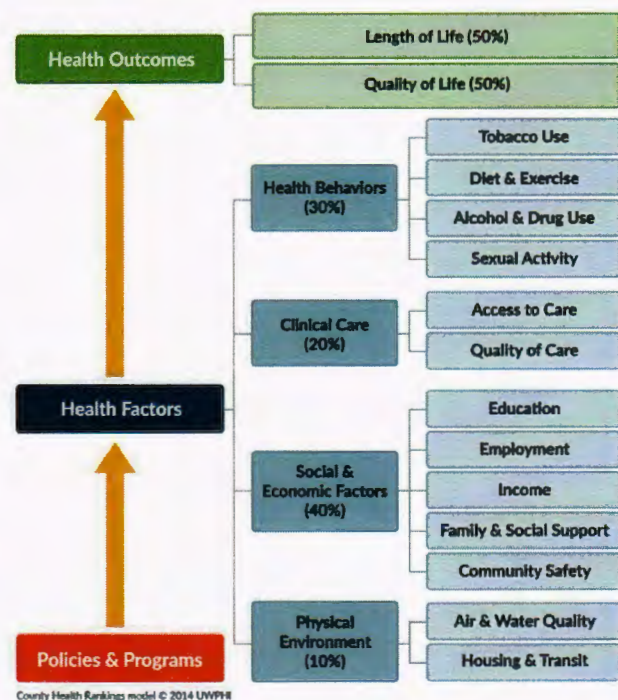 Health Outcomes
Length of Life (50%)
Quality of Life (50%)
Health Behaviors
(30%)
Tobacco Use
Diet & Exercise
Alcohol & Drug Use
Sexual Activity
Clinical Care
(20%)
Access to Care
Quality of Care
Health Factors
Social &
Economic Factors
(40%)
Education
Employment
Income
Family & Social Support
Community Safety
Policies & Programs
Physical
Environment
(10%)
Air & Water Quality
Housing & Transit
County Health Rankings model © 2014 UWPHI